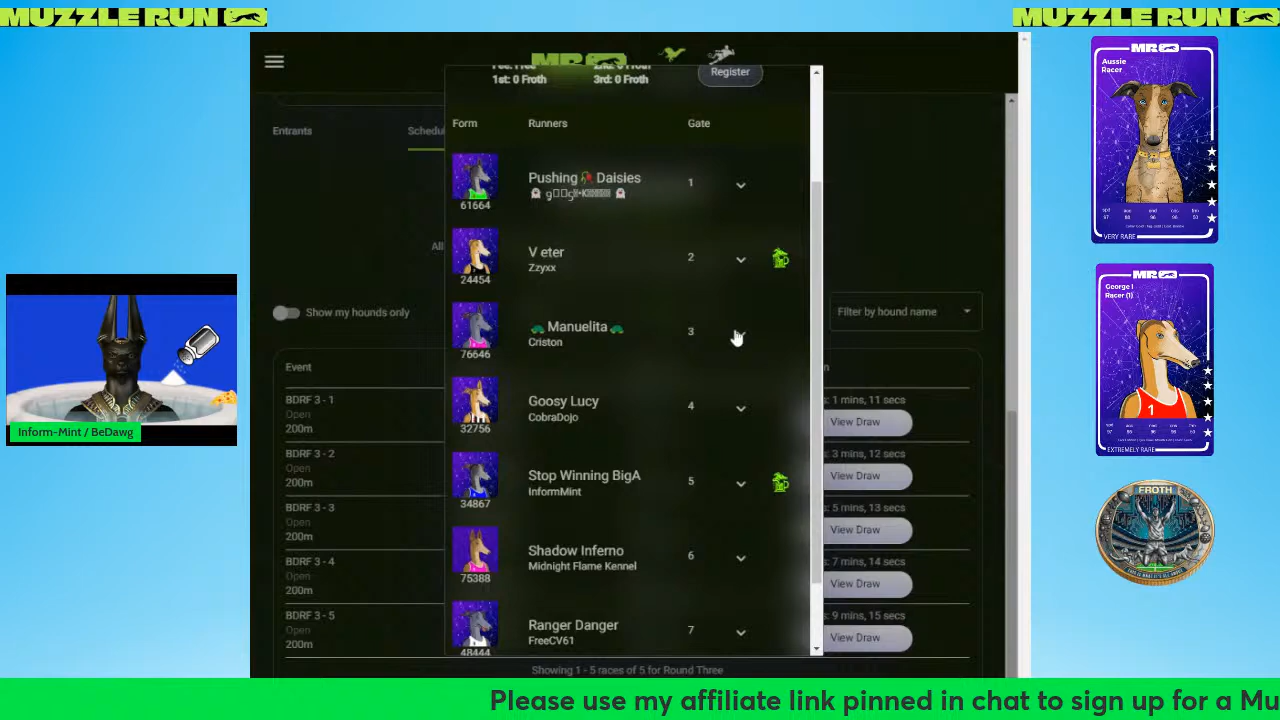 MUZZLE RUN
MUZZLE RUN
MR
1st: 0 Froth
3rd: 0 Froth
Register
Entrants
Form
Runners
Gate
Pushing Daisies
1
61664
V eter
2
Zzyxx
24454
Manuelita
3
Criston
76646
Goosy Lucy
4
CobraDojo
32756
Stop Winning BigA
5
InformMint
34867
Shadow Inferno
6
Midnight Flame Kennel
75388
Ranger Danger
7
FreeCV61
48444
Show my hounds only
Filter by hound name
Event
BDRF 3 - 1
Open
200m
1 mins, 11 secs
View Draw
BDRF 3 - 2
Open
200m
3 mins, 12 secs
View Draw
BDRF 3 - 3
Open
200m
5 mins, 13 secs
View Draw
BDRF 3 - 4
Open
200m
7 mins, 14 secs
View Draw
BDRF 3 - 5
Open
200m
9 mins, 15 secs
View Draw
Showing 1 - 5 races of 5 for Round Three
Inform-Mint / BeDawg
MR
Aussie
Racer
VERY RARE
MR
George I
Racer (1)
1
EXTREMELY RARE
FROTH
Please use my affiliate link pinned in chat to sign up for a Mu